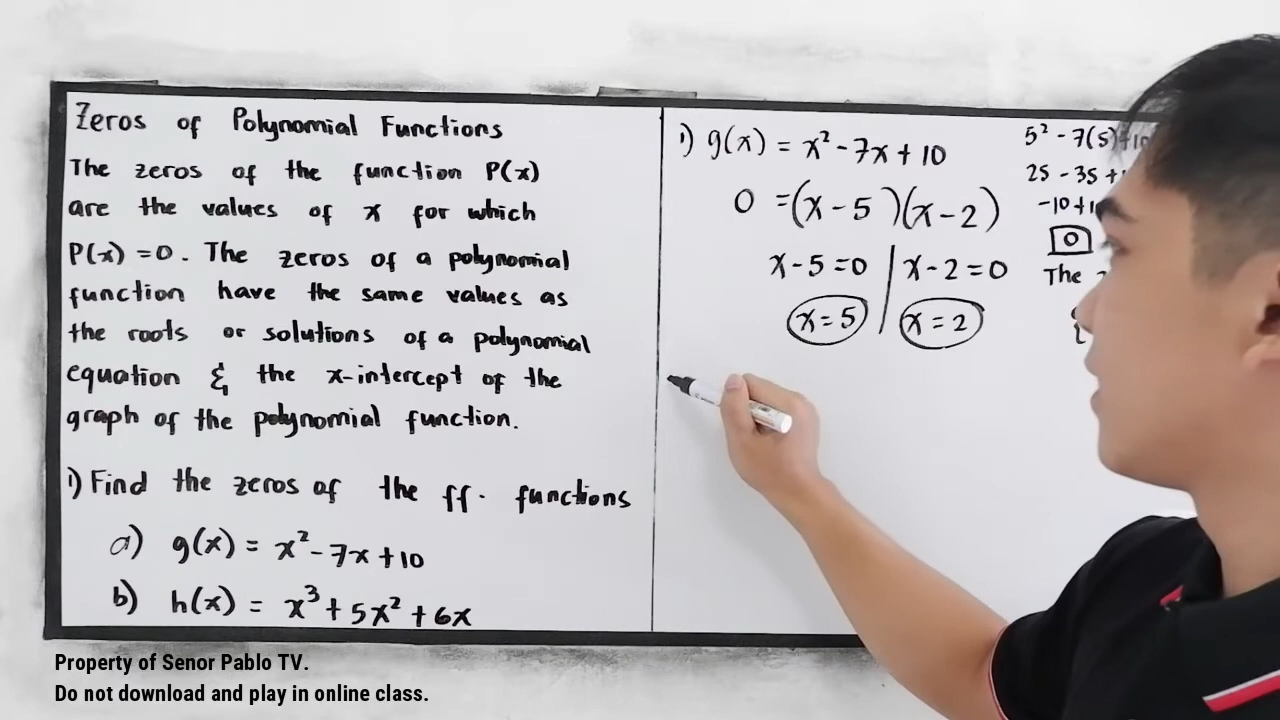 Zeros of Polynomial Functions
The zeros of the function P(x)
are the values of x for which
P(x) = 0. The zeros of a polynomial
function have the same values as
the roots or solutions of a polynomial
equation & the x-intercept of the
graph of the polynomial function.
1) Find the zeros of the ff. functions
a) g(x) = x² - 7x + 10
b) h(x) = x³ + 5x² + 6x
1) g(x) = x² - 7x + 10
0 = (x - 5)(x - 2)
x - 5 = 0 | x - 2 = 0
x = 5 | x = 2
5² - 7(5) + 10
25 - 35 +
-10 + 1
0
The
Property of Senor Pablo TV.
Do not download and play in online class.